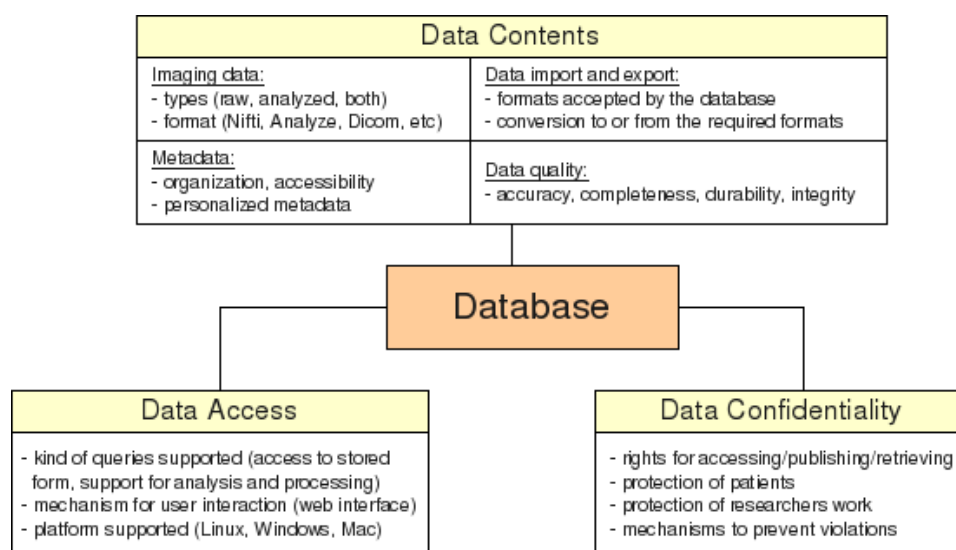 Data Contents
Imaging data:
- types (raw, analyzed, both)
- format (Nifti, Analyze, Dicom, etc)
Data import and export:
- formats accepted by the database
- conversion to or from the required formats
Metadata:
- organization, accessibility
- personalized metadata
Data quality:
- accuracy, completeness, durability, integrity
Database
Data Access
- kind of queries supported (access to stored
form, support for analysis and processing)
- mechanism for user interaction (web interface)
- platform supported (Linux, Windows, Mac)
Data Confidentiality
- rights for accessing/publishing/retrieving
- protection of patients
- protection of researchers work
- mechanisms to prevent violations